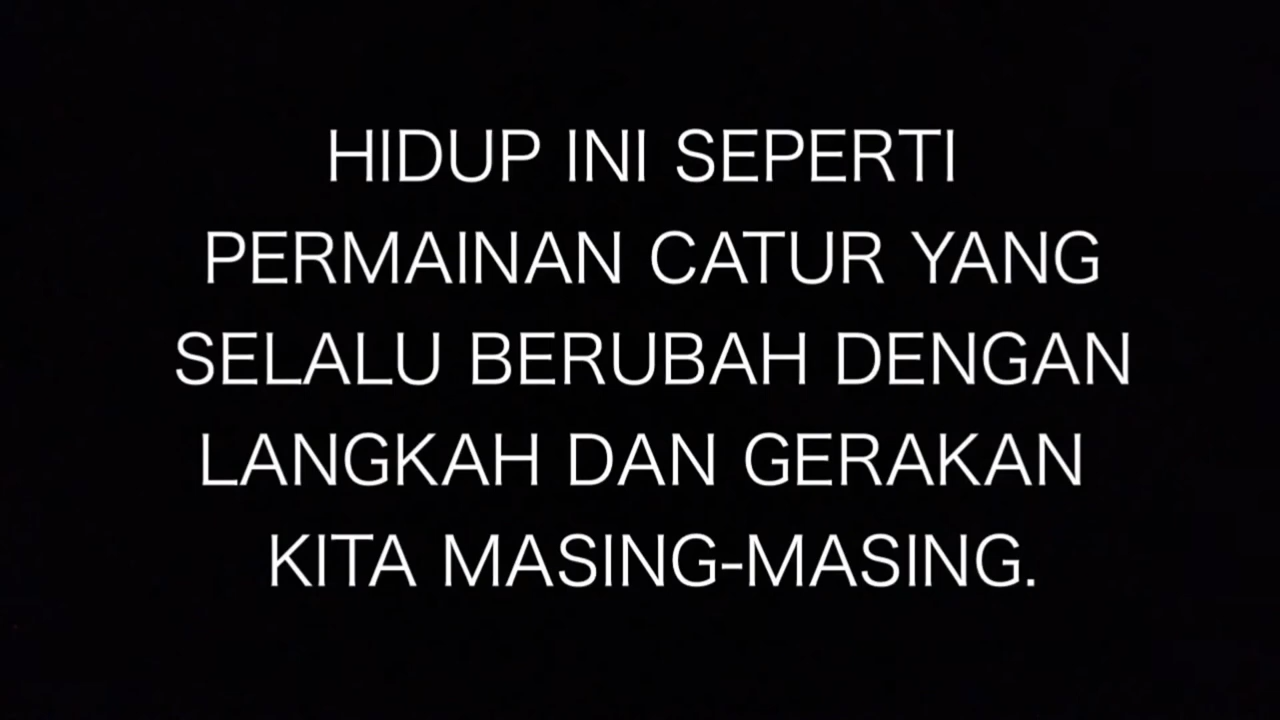 HIDUP INI SEPERTI
PERMAINAN CATUR YANG
SELALU BERUBAH DENGAN
LANGKAH DAN GERAKAN
KITA MASING-MASING.